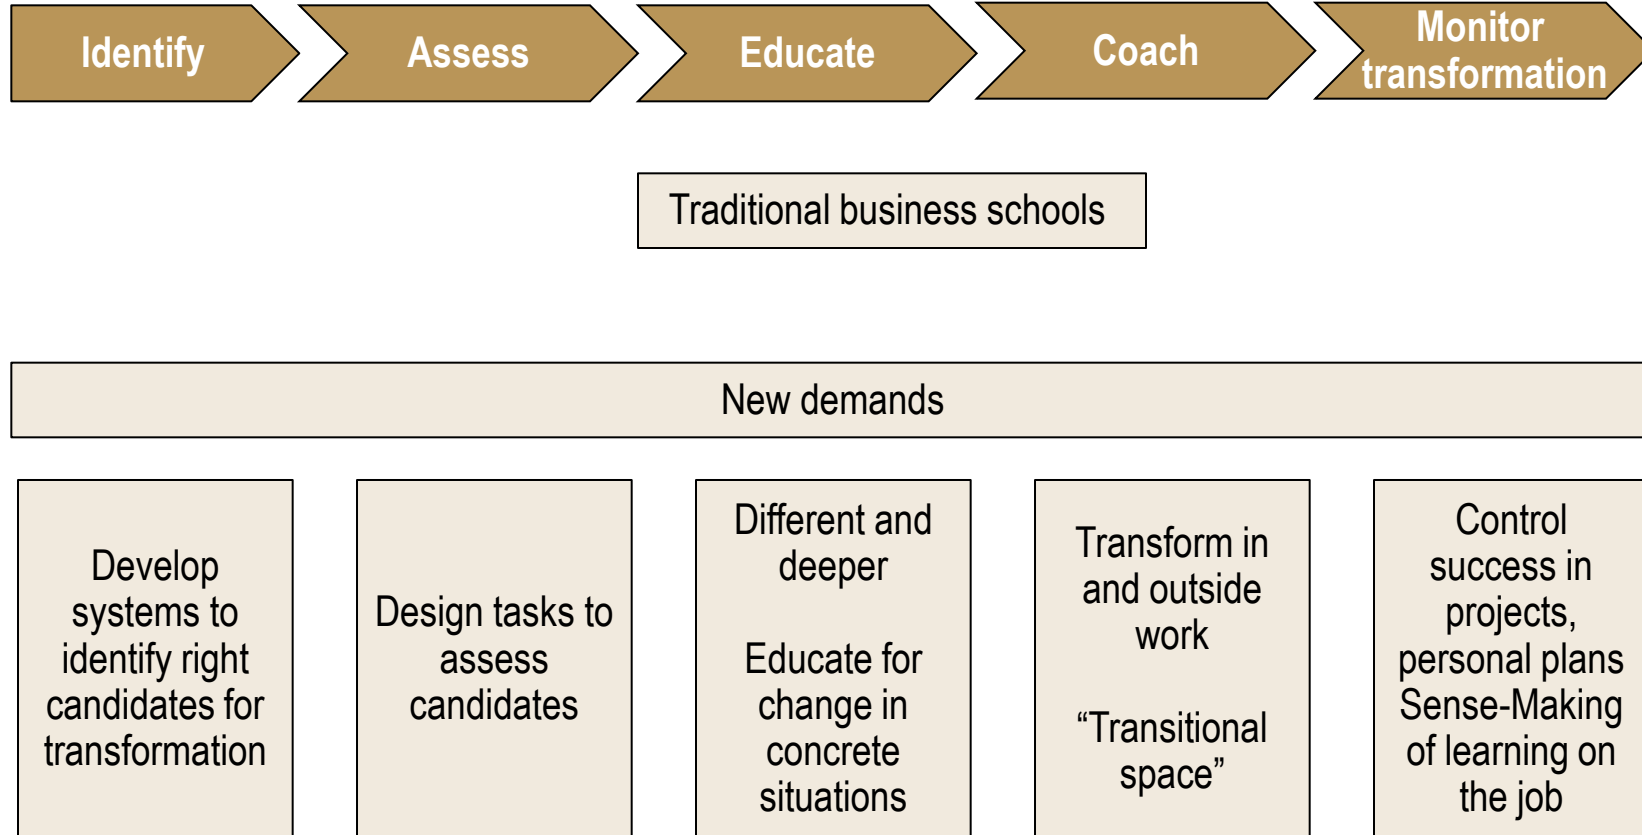 Identify
Assess
Educate
Coach
Monitor
transformation
Traditional business schools
New demands
Develop
systems to
identify right
candidates for
transformation
Design tasks to
assess
candidates
Different and
deeper
Educate for
change in
concrete
situations
Transform in
and outside
work
“Transitional
space”
Control
success in
projects,
personal plans
Sense-Making
of learning on
the job